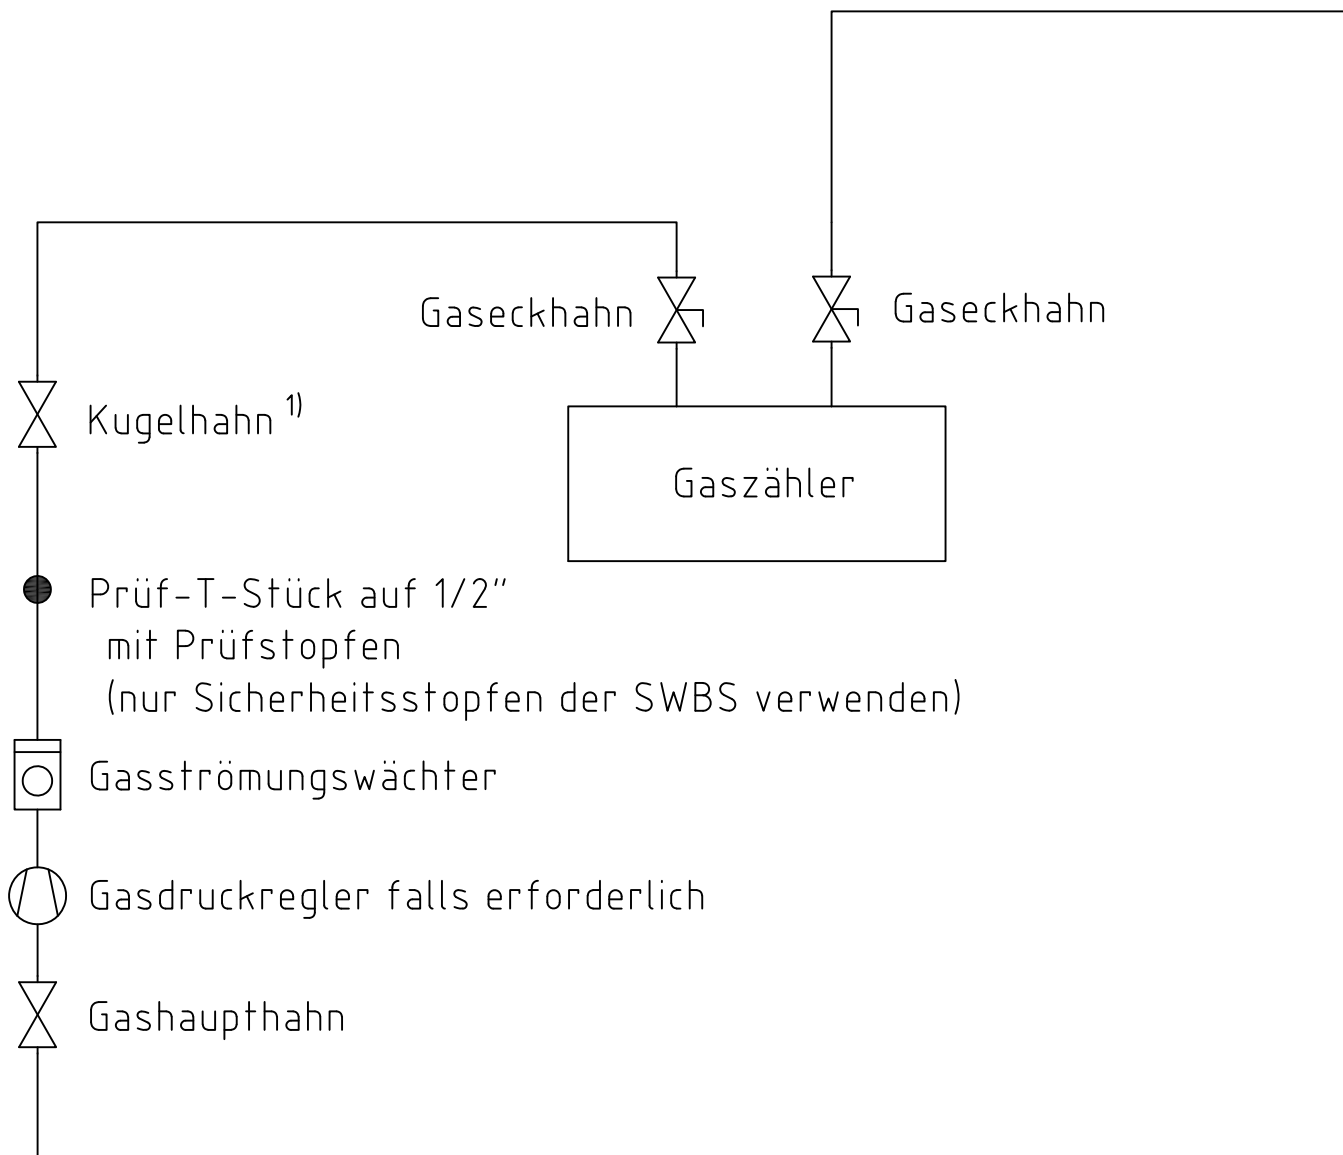 Gaseckhahn
Gaseckhahn
Kugelhahn 1)
Gaszähler
Prüf-T-Stück auf 1/2"
mit Prüfstopfen
(nur Sicherheitsstopfen der SWBS verwenden)
Gasströmungswächter
Gasdruckregler falls erforderlich
Gashaupthahn